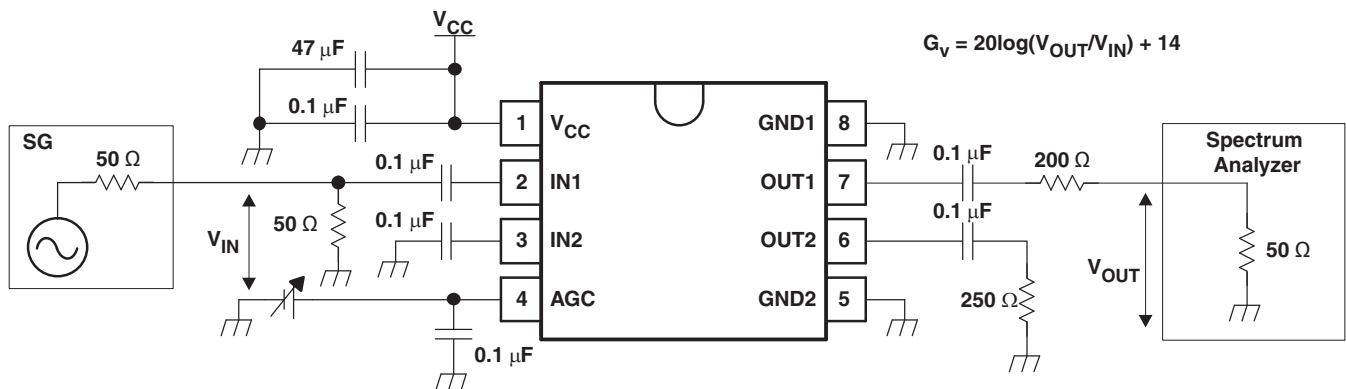 V_CC
47 μF
G_v = 20log(V_OUT/V_IN) + 14
0.1 μF
1 V_CC
GND1 8
SG
50 Ω
0.1 μF
2 IN1
OUT1 7
0.1 μF
200 Ω
Spectrum
Analyzer
V_IN
50 Ω
0.1 μF
3 IN2
OUT2 6
0.1 μF
V_OUT
50 Ω
4 AGC
GND2 5
250 Ω
0.1 μF